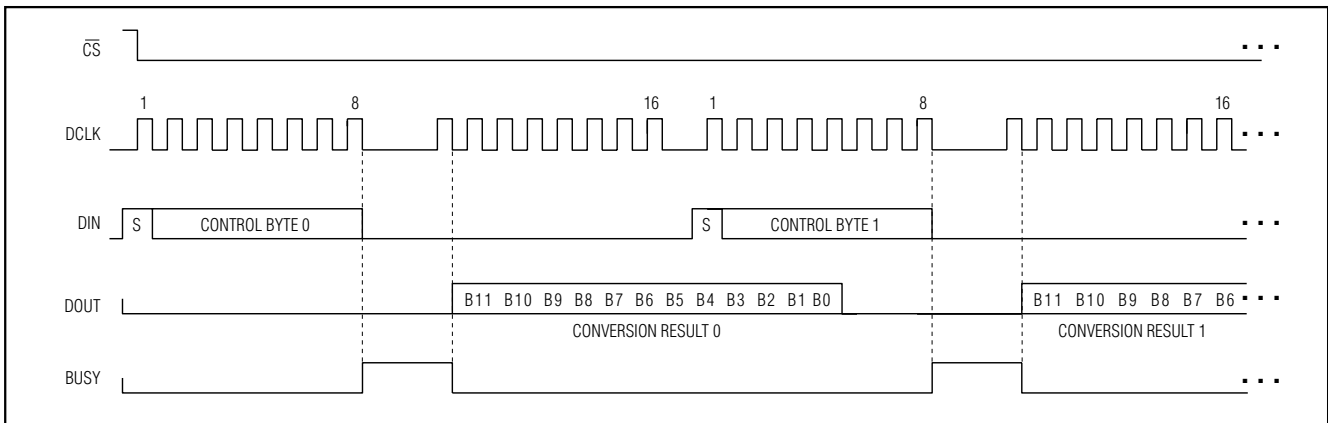 CS
...
1 8 16 1 8 16
DCLK ...
DIN S CONTROL BYTE 0 S CONTROL BYTE 1 ...
DOUT B11 B10 B9 B8 B7 B6 B5 B4 B3 B2 B1 B0 B11 B10 B9 B8 B7 B6 ...
CONVERSION RESULT 0 CONVERSION RESULT 1
BUSY ...